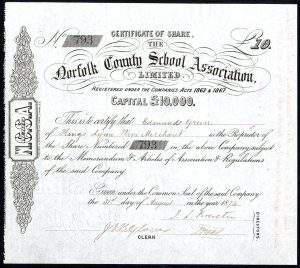 CERTIFICATE OF SHARE.
No 793 £10.
THE
Norfolk County School Association,
LIMITED.
REGISTERED UNDER THE COMPANIES ACTS 1862 & 1867
CAPITAL £10,000.
This is to certify that Edmund Green
of Kings Lynn Wine Merchant is the Proprietor of
the Share Numbered 793 in the above Company, subject
to the Memorandum & Articles of Association & Regulations
of the said Company.
Given under the Common Seal of the said Company
the 31st day of August in the year 1874.
DIRECTORS
CLERK